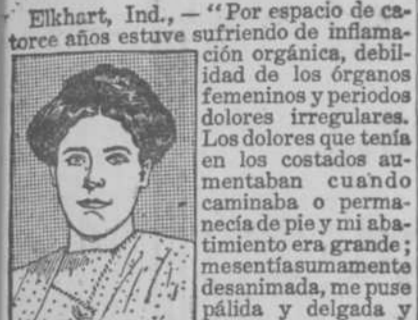 Elkhart, Ind., — "Por espacio de ca-
torce años estuve sufriendo de inflama-
ción orgánica, debil-
idad de los órganos
femeninos y periodos
dolores irregulares.
Los dolores que tenía
en los costados au-
mentaban cuando
caminaba o perma-
necía de pie y mi aba-
timiento era grande;
mesentíasumamente
desanimada, me puse
pálida y delgada y